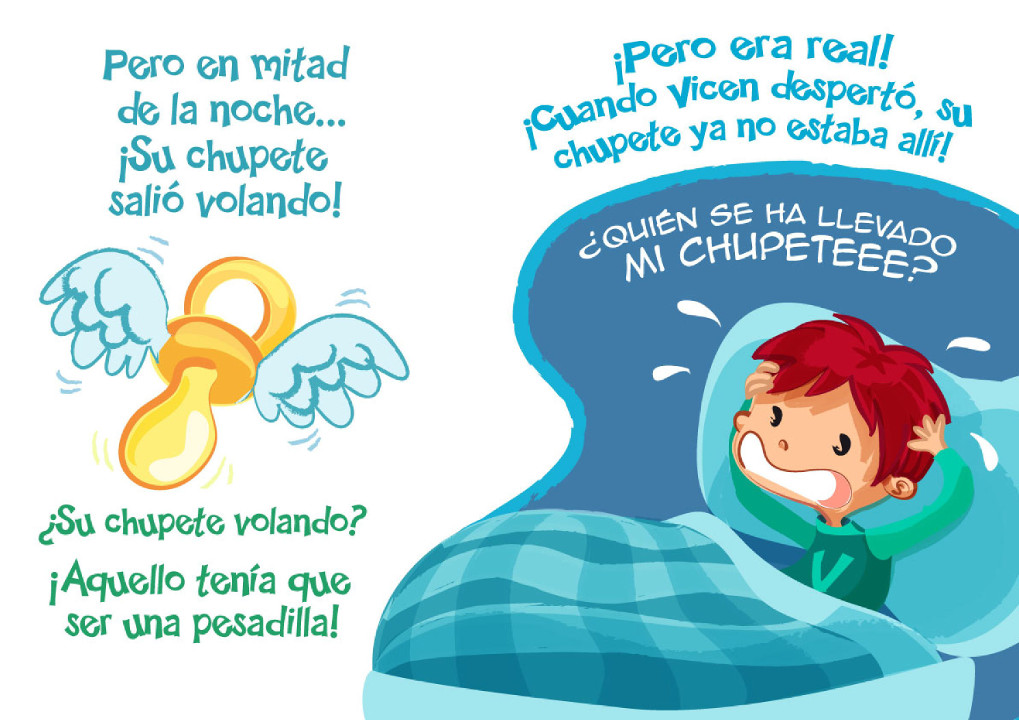 Pero en mitad
de la noche...
¡Su chupete
salió volando!
¿Su chupete volando?
¡Aquello tenía que
ser una pesadilla!
¡Pero era real!
¡Cuando Vicen despertó, su
chupete ya no estaba allí!
¿QUIÉN SE HA LLEVADO
MI CHUPETEEE?
V